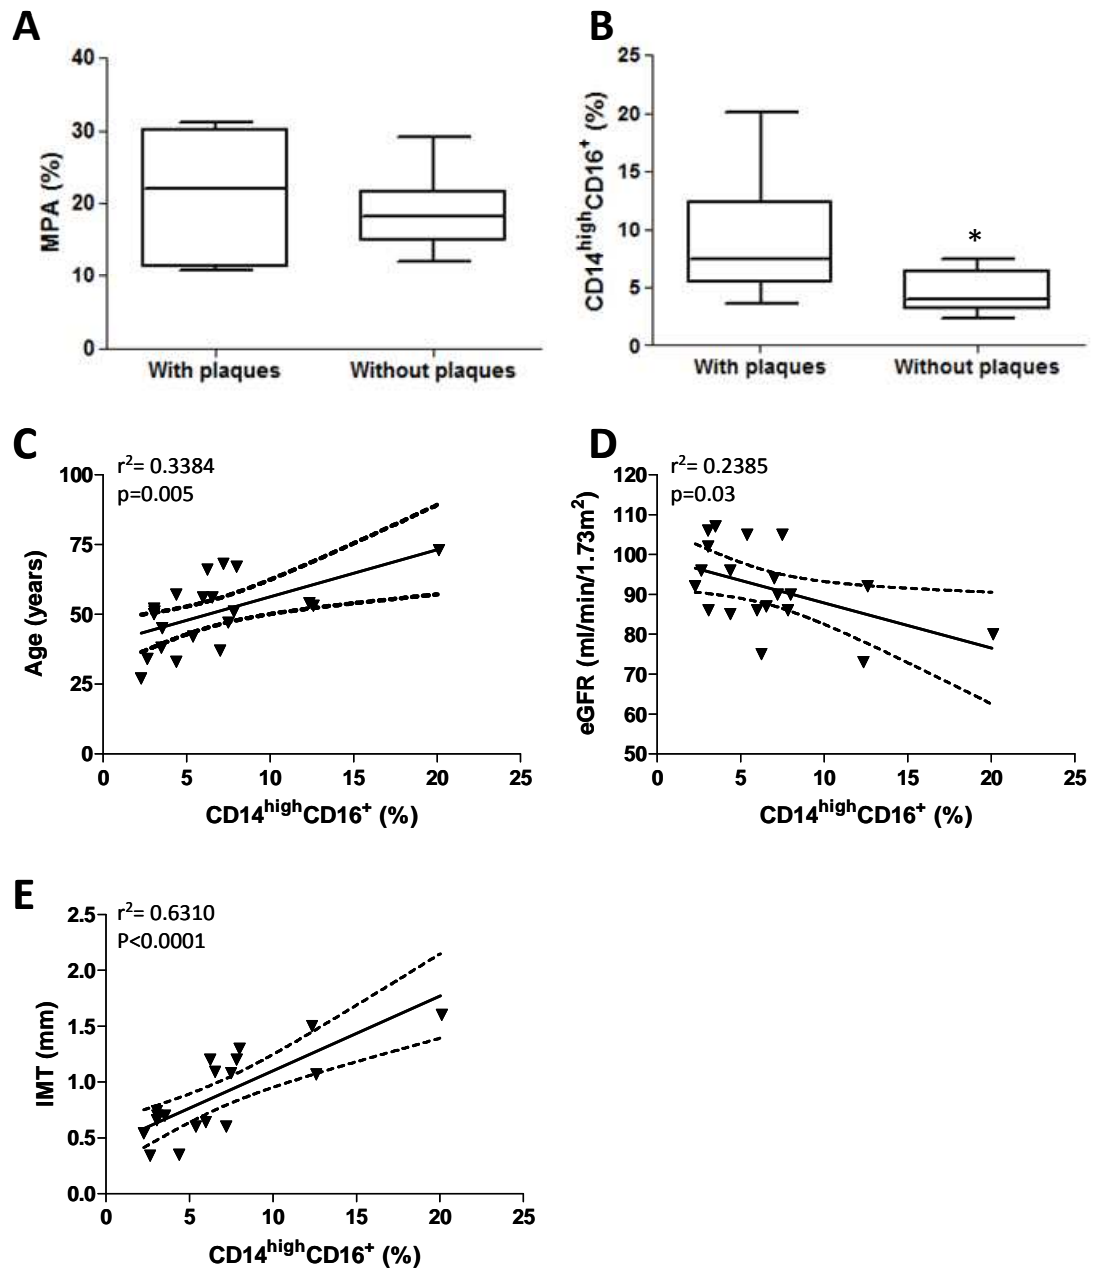 A
40
30
20
10
0
MPA (%)
With plaques
Without plaques
B
25
20
15
10
5
0
CD14highCD16+ (%)
*
With plaques
Without plaques
C
r2= 0.3384
p=0.005
100
75
50
25
0
Age (years)
0 5 10 15 20 25
CD14highCD16+ (%)
D
r2= 0.2385
p=0.03
120
110
100
90
80
70
60
50
eGFR (ml/min/1.73m2)
0 5 10 15 20 25
CD14highCD16+ (%)
E
r2= 0.6310
P<0.0001
2.5
2.0
1.5
1.0
0.5
0.0
IMT (mm)
0 5 10 15 20 25
CD14highCD16+ (%)